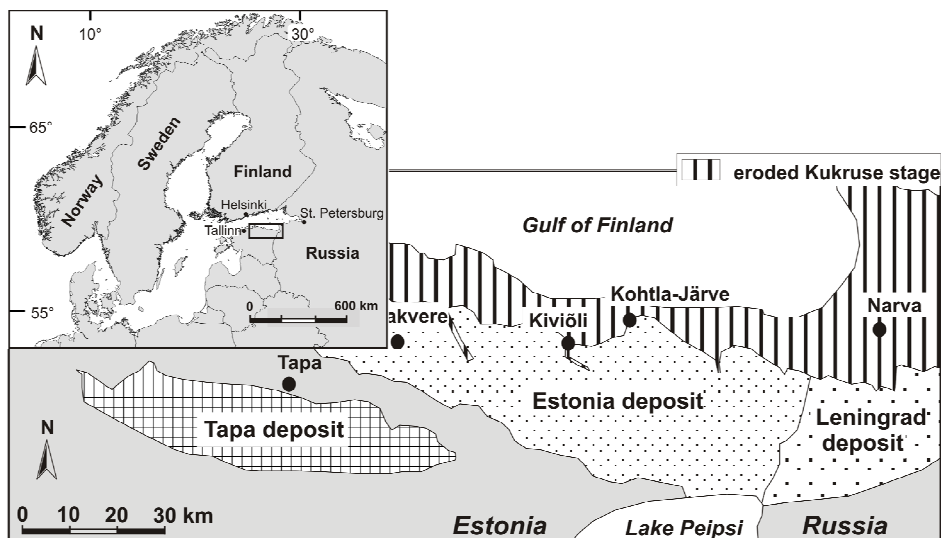 N
10°
30°
65°
Sweden
Norway
Finland
Helsinki
St. Petersburg
Tallinn
Russia
0 600 km
55°
eroded Kukruse stage
Gulf of Finland
Kohtla-Järve
akvere
Kiviõli
Narva
Tapa
Estonia deposit
Tapa deposit
Leningrad
deposit
N
0 10 20 30 km
Estonia
Lake Peipsi
Russia